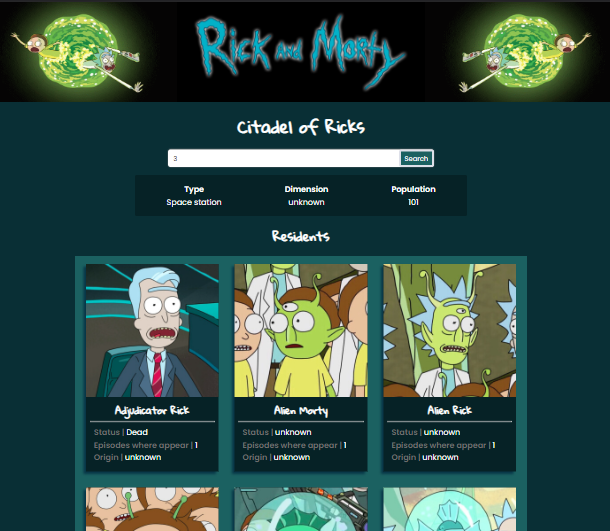 Rick and Morty
Citadel of Ricks
3 Search
Type Dimension Population
Space station unknown 101
Residents
Adjudicator Rick Alien Morty Alien Rick
Status | Dead Status | unknown Status | unknown
Episodes where appear | 1 Episodes where appear | 1 Episodes where appear | 1
Origin | unknown Origin | unknown Origin | unknown